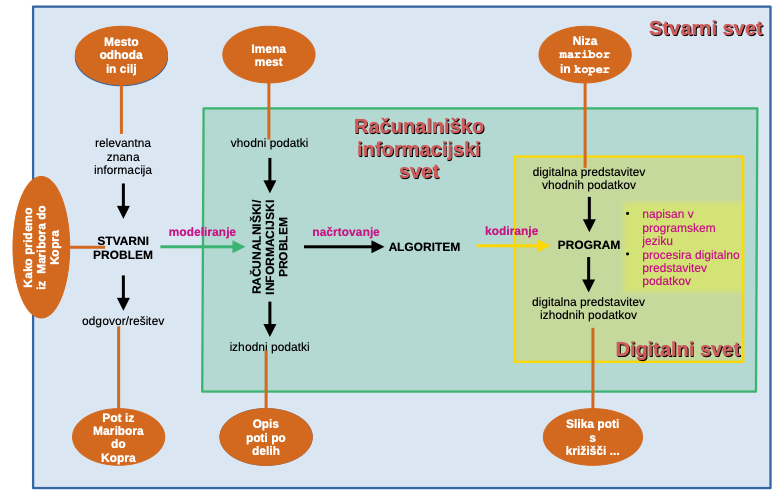 Stvarni svet
Mesto
odhoda
in cilj
Imena
mest
Niza
maribor
in koper
Računalniško
informacijski
svet
relevantna
znana
informacija
vhodni podatki
digitalna predstavitev
vhodnih podatkov
Kako pridemo
iz Maribora do
Kopra
STVARNI
PROBLEM
modeliranje
RAČUNALNIŠKI/
INFORMACIJSKI
PROBLEM
načrtovanje
ALGORITEM
kodiranje
PROGRAM
• napisan v
programskem
jeziku
• procesira digitalno
predstavitev
podatkov
odgovor/rešitev
izhodni podatki
digitalna predstavitev
izhodnih podatkov
Digitalni svet
Pot iz
Maribora
do
Kopra
Opis
poti po
delih
Slika poti
s
križišči ...